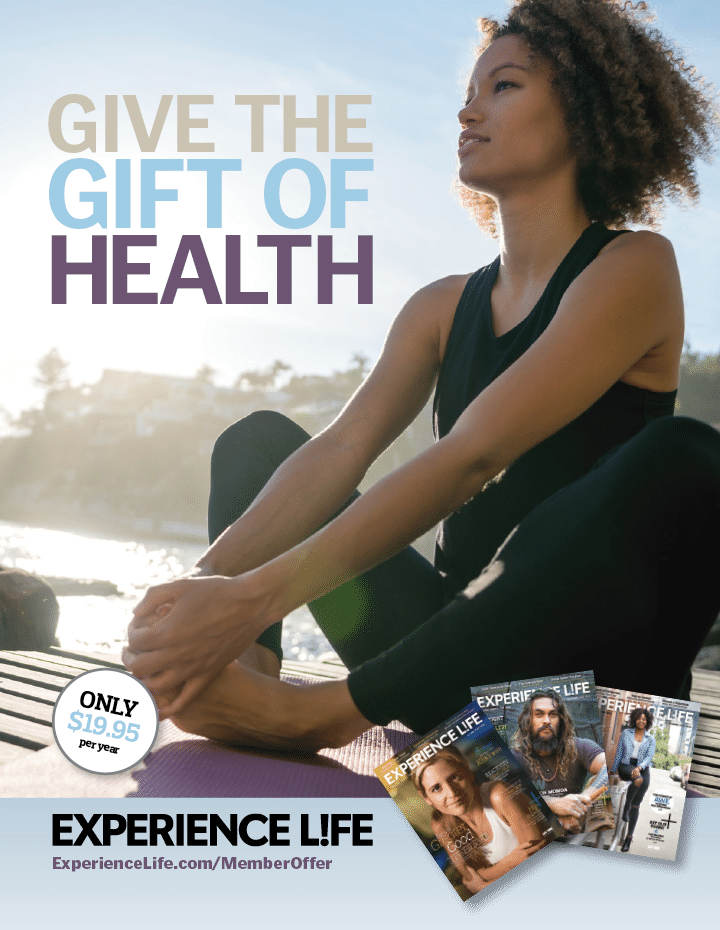 GIVE THE
GIFT OF
HEALTH
ONLY
$19.95
per year
EXPERIENCE L!FE
ExperienceLife.com/MemberOffer
EXPERIENCE L!FE
EXPERIENCE L!FE
EXPERIENCE L!FE